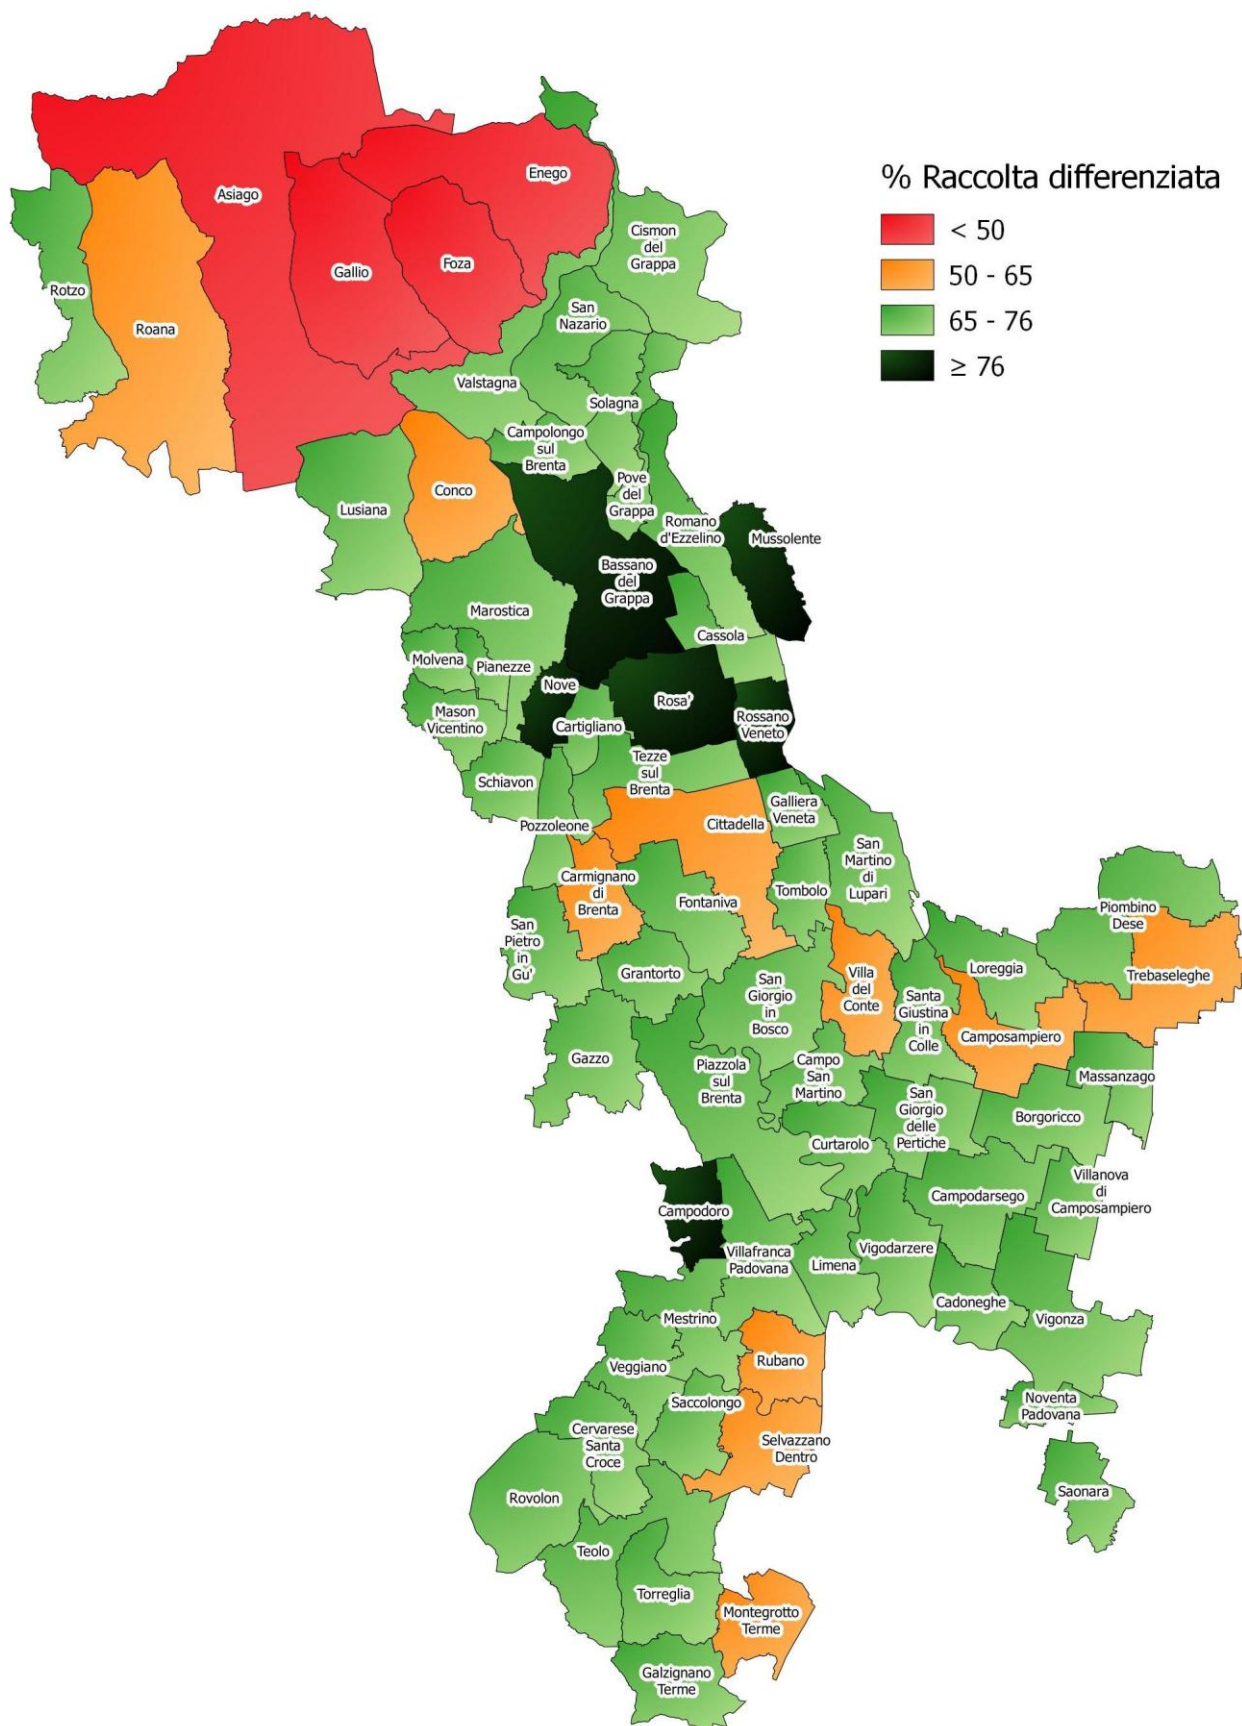 % Raccolta differenziata
< 50
50 - 65
65 - 76
≥ 76
Enego
Asiago
Cismon
del
Grappa
Foza
Gallio
Rotzo
San
Nazario
Roana
Valstagna
Solagna
Campolongo
sul
Brenta
Pove
del
Grappa
Conco
Lusiana
Romano
d'Ezzelino
Mussolente
Bassano
del
Grappa
Marostica
Cassola
Molvena
Pianezze
Nove
Rosa'
Mason
Vicentino
Rossano
Veneto
Cartigliano
Tezze
sul
Brenta
Schiavon
Galliera
Veneta
Pozzoleone
Cittadella
San
Martino
di
Lupari
Carmignano
di
Brenta
Tombolo
Fontaniva
Piombino
Dese
San
Pietro
in
Gu'
Grantorto
Loreggia
Trebaseleghe
Villa
del
Conte
San
Giorgio
in
Bosco
Santa
Giustina
in
Colle
Camposampiero
Gazzo
Piazzola
sul
Brenta
Campo
San
Martino
Massanzago
San
Giorgio
delle
Pertiche
Borgoricco
Curtarolo
Campodarsego
Villanova
di
Camposampiero
Campodoro
Villafranca
Padovana
Limena
Vigodarzere
Cadoneghe
Vigonza
Mestrino
Rubano
Veggiano
Saccolongo
Noventa
Padovana
Cervarese
Santa
Croce
Selvazzano
Dentro
Rovolon
Saonara
Teolo
Torreglia
Montegrotto
Terme
Galzignano
Terme